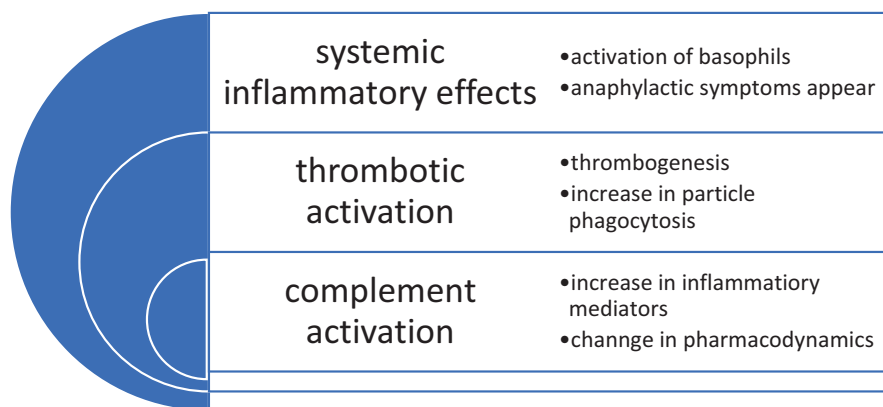 systemic
inflammatory effects
•activation of basophils
•anaphylactic symptoms appear
thrombotic
activation
•thrombogenesis
•increase in particle
phagocytosis
complement
activation
•increase in inflammatiory
mediators
•channge in pharmacodynamics